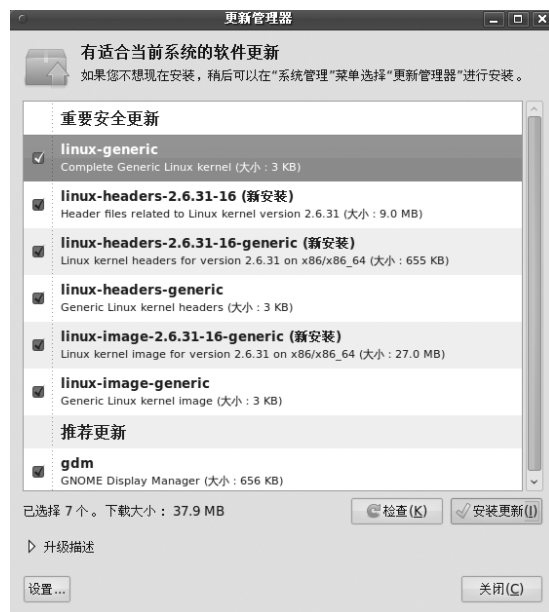 更新管理器
有适合当前系统的软件更新
如果您不想现在安装，稍后可以在“系统管理”菜单选择“更新管理器”进行安装。
重要安全更新
linux-generic
Complete Generic Linux kernel (大小：3 KB)
linux-headers-2.6.31-16 (新安装)
Header files related to Linux kernel version 2.6.31 (大小：9.0 MB)
linux-headers-2.6.31-16-generic (新安装)
Linux kernel headers for version 2.6.31 on x86/x86_64 (大小：655 KB)
linux-headers-generic
Generic Linux kernel headers (大小：3 KB)
linux-image-2.6.31-16-generic (新安装)
Linux kernel image for version 2.6.31 on x86/x86_64 (大小：27.0 MB)
linux-image-generic
Generic Linux kernel image (大小：3 KB)
推荐更新
gdm
GNOME Display Manager (大小：656 KB)
已选择 7 个。下载大小：37.9 MB
检查(K)
安装更新(I)
升级描述
设置...
关闭(C)